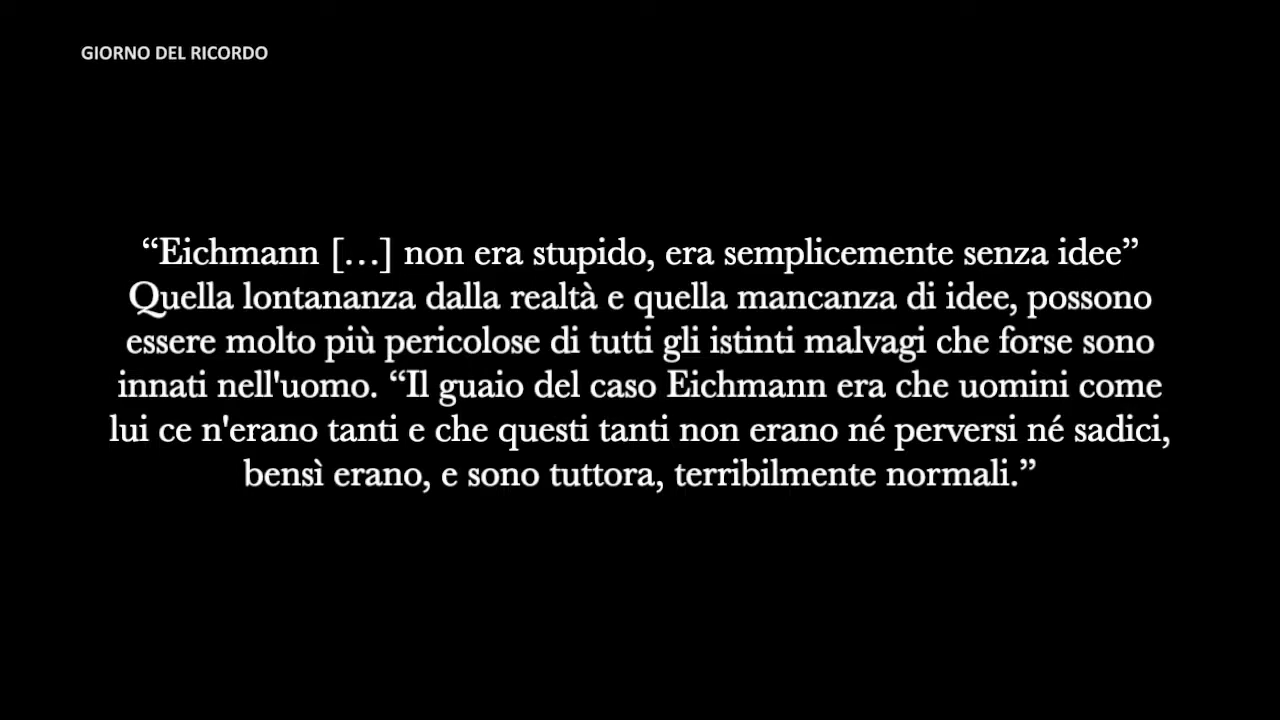 GIORNO DEL RICORDO
“Eichmann […] non era stupido, era semplicemente senza idee”
Quella lontananza dalla realtà e quella mancanza di idee, possono
essere molto più pericolose di tutti gli istinti malvagi che forse sono
innati nell'uomo. “Il guaio del caso Eichmann era che uomini come
lui ce n'erano tanti e che questi tanti non erano né perversi né sadici,
bensì erano, e sono tuttora, terribilmente normali.”